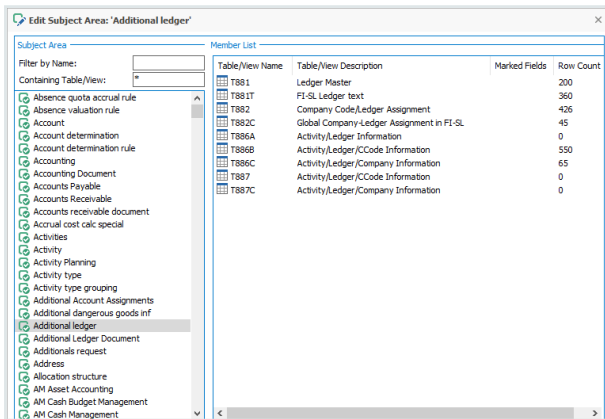 Edit Subject Area: 'Additional ledger'
Subject Area
Filter by Name:
Containing Table/View: *
Absence quota accrual rule
Absence valuation rule
Account
Account determination
Account determination rule
Accounting
Accounting Document
Accounts Payable
Accounts Receivable
Accounts receivable document
Accrual cost calc special
Activities
Activity
Activity Planning
Activity type
Activity type grouping
Additional Account Assignments
Additional dangerous goods inf
Additional ledger
Additional Ledger Document
Additionals request
Address
Allocation structure
AM Asset Accounting
AM Cash Budget Management
AM Cash Management
Member List
Table/View Name Table/View Description Marked Fields Row Count
T881 Ledger Master 200
T881T FI-SL Ledger text 360
T882 Company Code/Ledger Assignment 426
T882C Global Company-Ledger Assignment in FI-SL 45
T886A Activity/Ledger Information 0
T886B Activity/Ledger/CCode Information 550
T886C Activity/Ledger/Company Information 65
T887 Activity/Ledger/CCode Information 0
T887C Activity/Ledger/Company Information 0